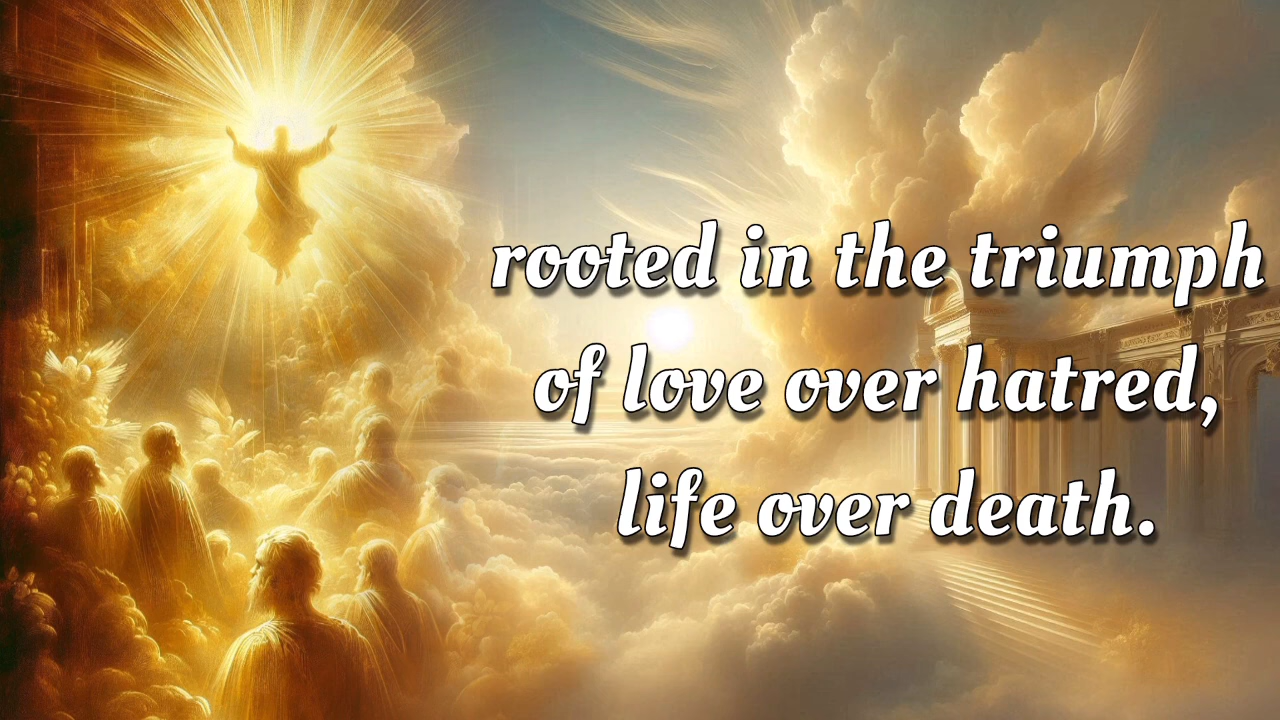 rooted in the triumph
of love over hatred,
life over death.